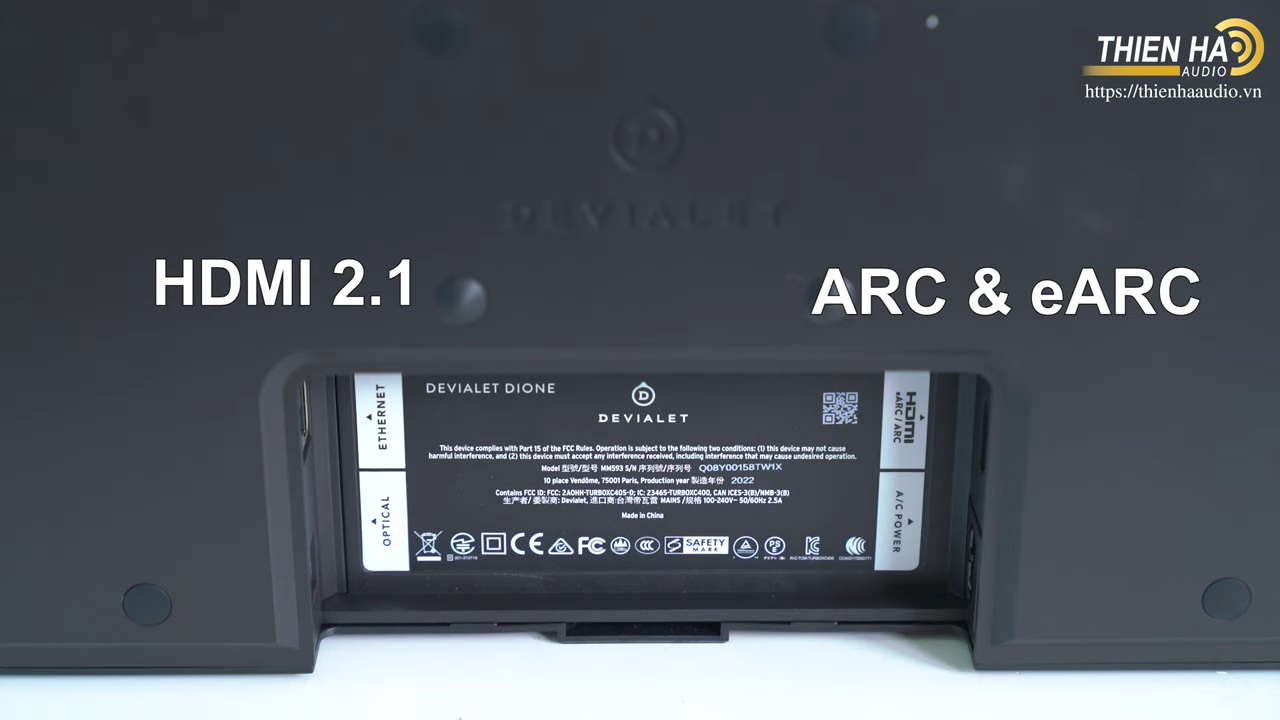 THIEN HA
AUDIO
https://thienhaaudio.vn
DEVIALET
HDMI 2.1
ARC & eARC
ETHERNET
OPTICAL
DEVIALET DIONE
DEVIALET
This device complies with Part 15 of the FCC Rules. Operation is subject to the following two conditions: (1) this device may not cause
harmful interference, and (2) this device must accept any interference received, including interference that may cause undesired operation.
Model 型號/型号 MM593 S/N 序列號/序列号 Q08Y00158TW1X
10 place Vendôme, 75001 Paris, Production year 製造年份 2022
Contains FCC ID: FCC: 2AOHH-TURBOXC405-D; IC: 23465-TURBOXC400, CAN ICES-3(B)/NMB-3(B)
生产者/ 委製商: Devialet, 進口商:台灣帝瓦雷 MAINS /規格 100-240V~ 50/60Hz 2.5A
Made in China
CE
FC
CCC
SAFETY
MARK
PS
E
HDMI
eARC / ARC
A/C POWER